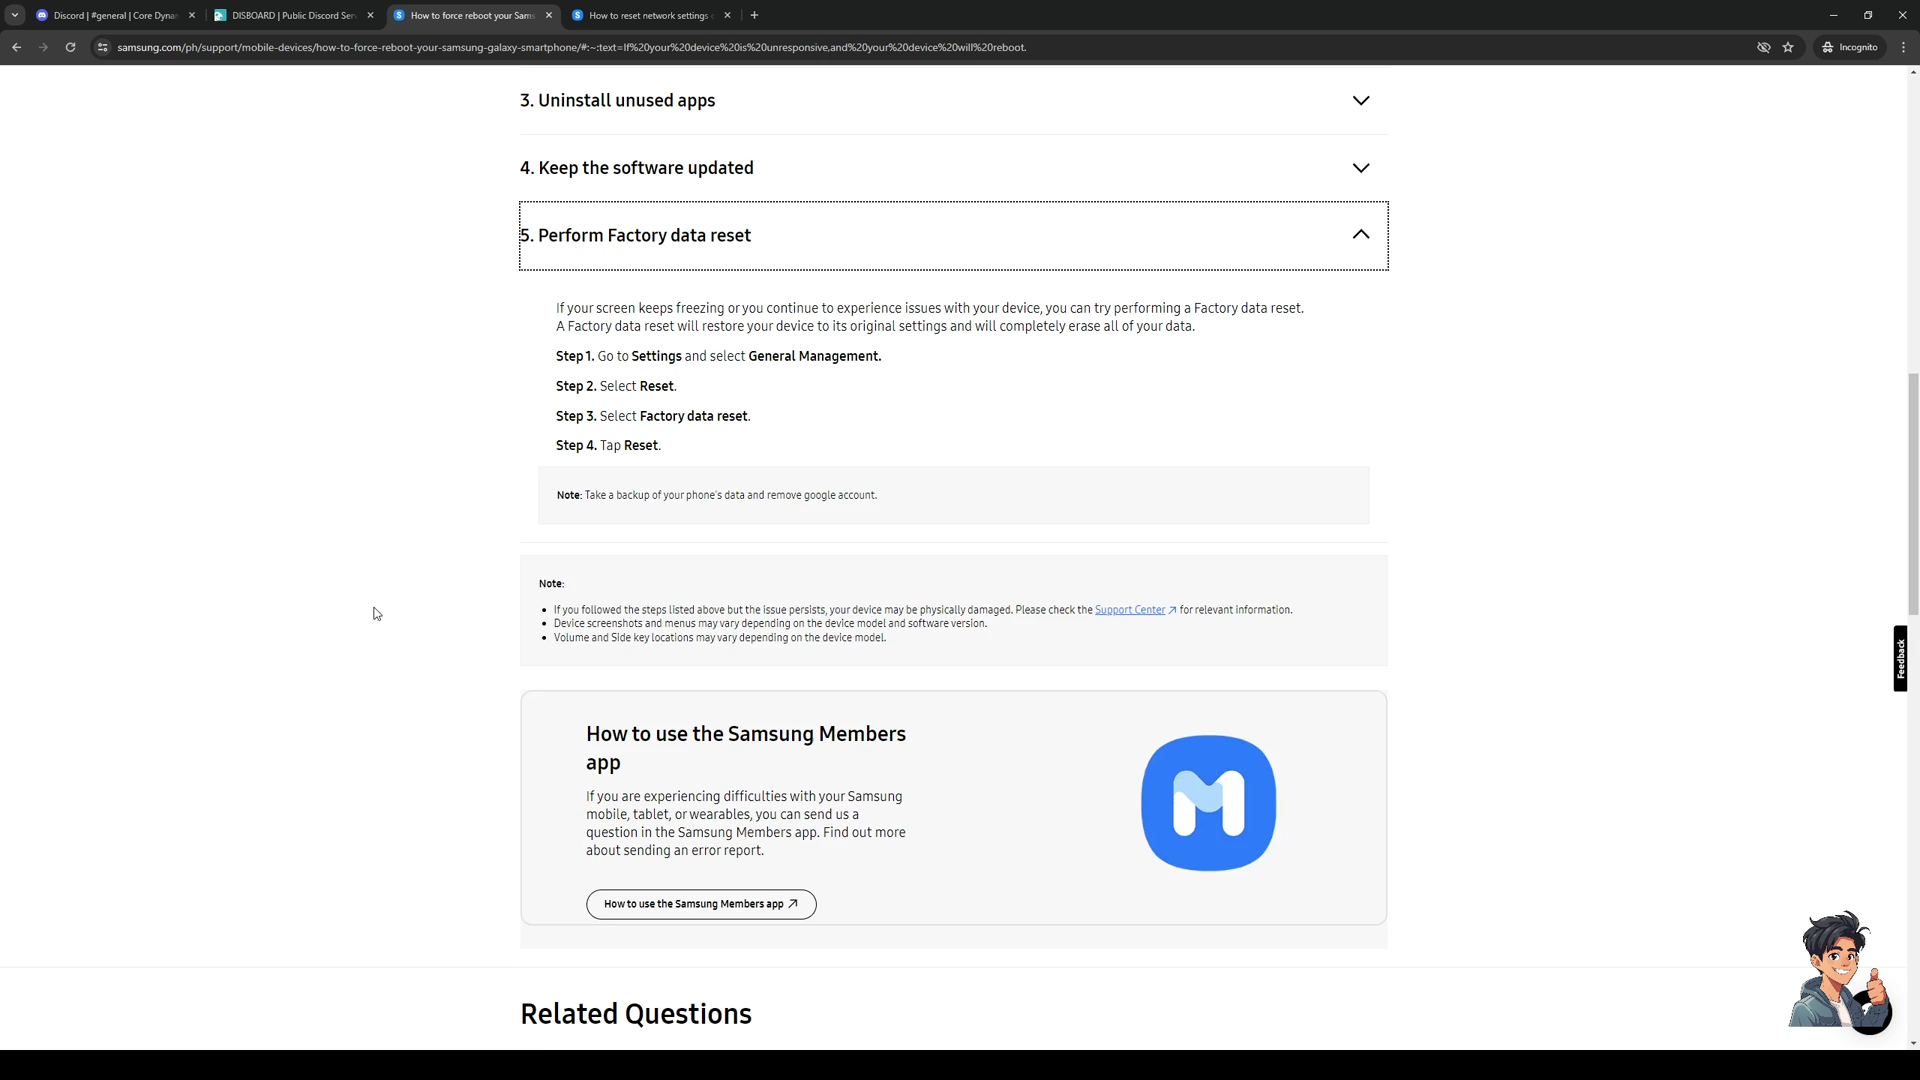 Discord | #general | Core Dyna
DISBOARD | Public Discord Ser
How to force reboot your Sams
How to reset network settings
samsung.com/ph/support/mobile-devices/how-to-force-reboot-your-samsung-galaxy-smartphone/#:~:text=If%20your%20device%20is%20unresponsive,and%20your%20device%20will%20reboot.
Incognito
3. Uninstall unused apps
4. Keep the software updated
5. Perform Factory data reset
If your screen keeps freezing or you continue to experience issues with your device, you can try performing a Factory data reset.
A Factory data reset will restore your device to its original settings and will completely erase all of your data.
Step 1. Go to Settings and select General Management.
Step 2. Select Reset.
Step 3. Select Factory data reset.
Step 4. Tap Reset.
Note: Take a backup of your phone's data and remove google account.
Note:
• If you followed the steps listed above but the issue persists, your device may be physically damaged. Please check the Support Center for relevant information.
• Device screenshots and menus may vary depending on the device model and software version.
• Volume and Side key locations may vary depending on the device model.
Feedback
How to use the Samsung Members
app
If you are experiencing difficulties with your Samsung
mobile, tablet, or wearables, you can send us a
question in the Samsung Members app. Find out more
about sending an error report.
How to use the Samsung Members app
Related Questions